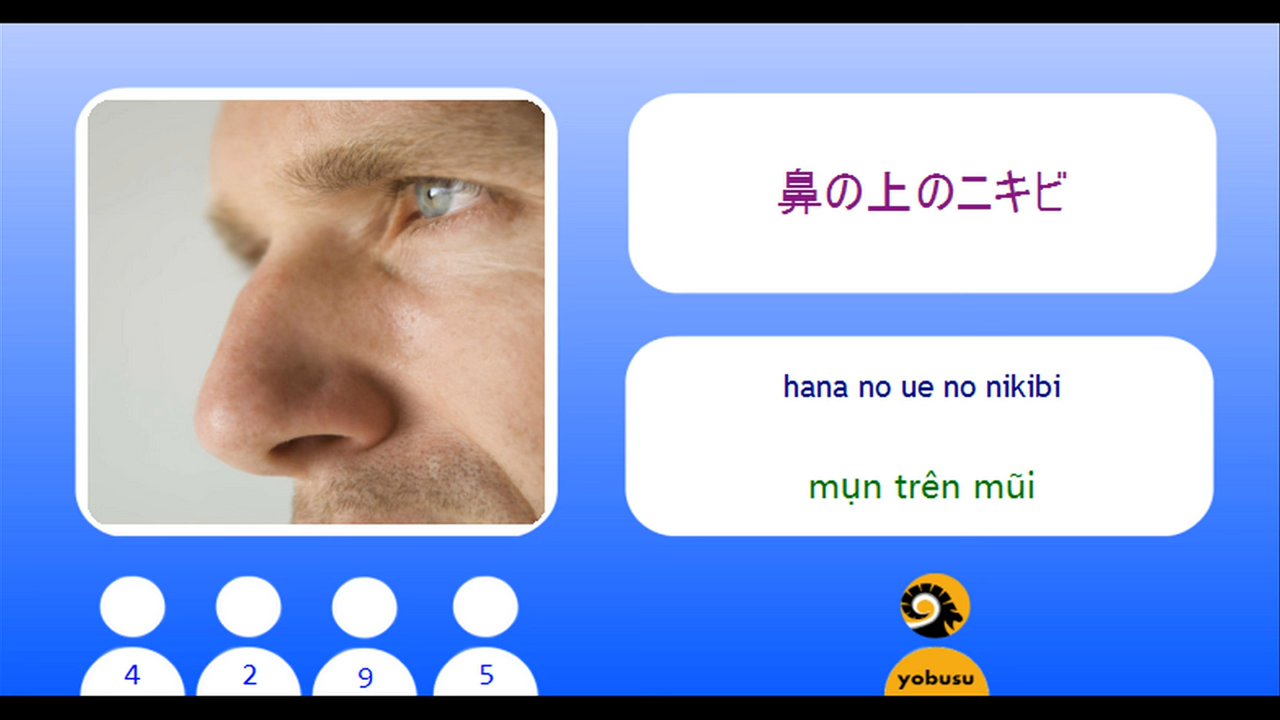 鼻の上のニキビ
hana no ue no nikibi
mụn trên mũi
4 2 9 5
yobusu